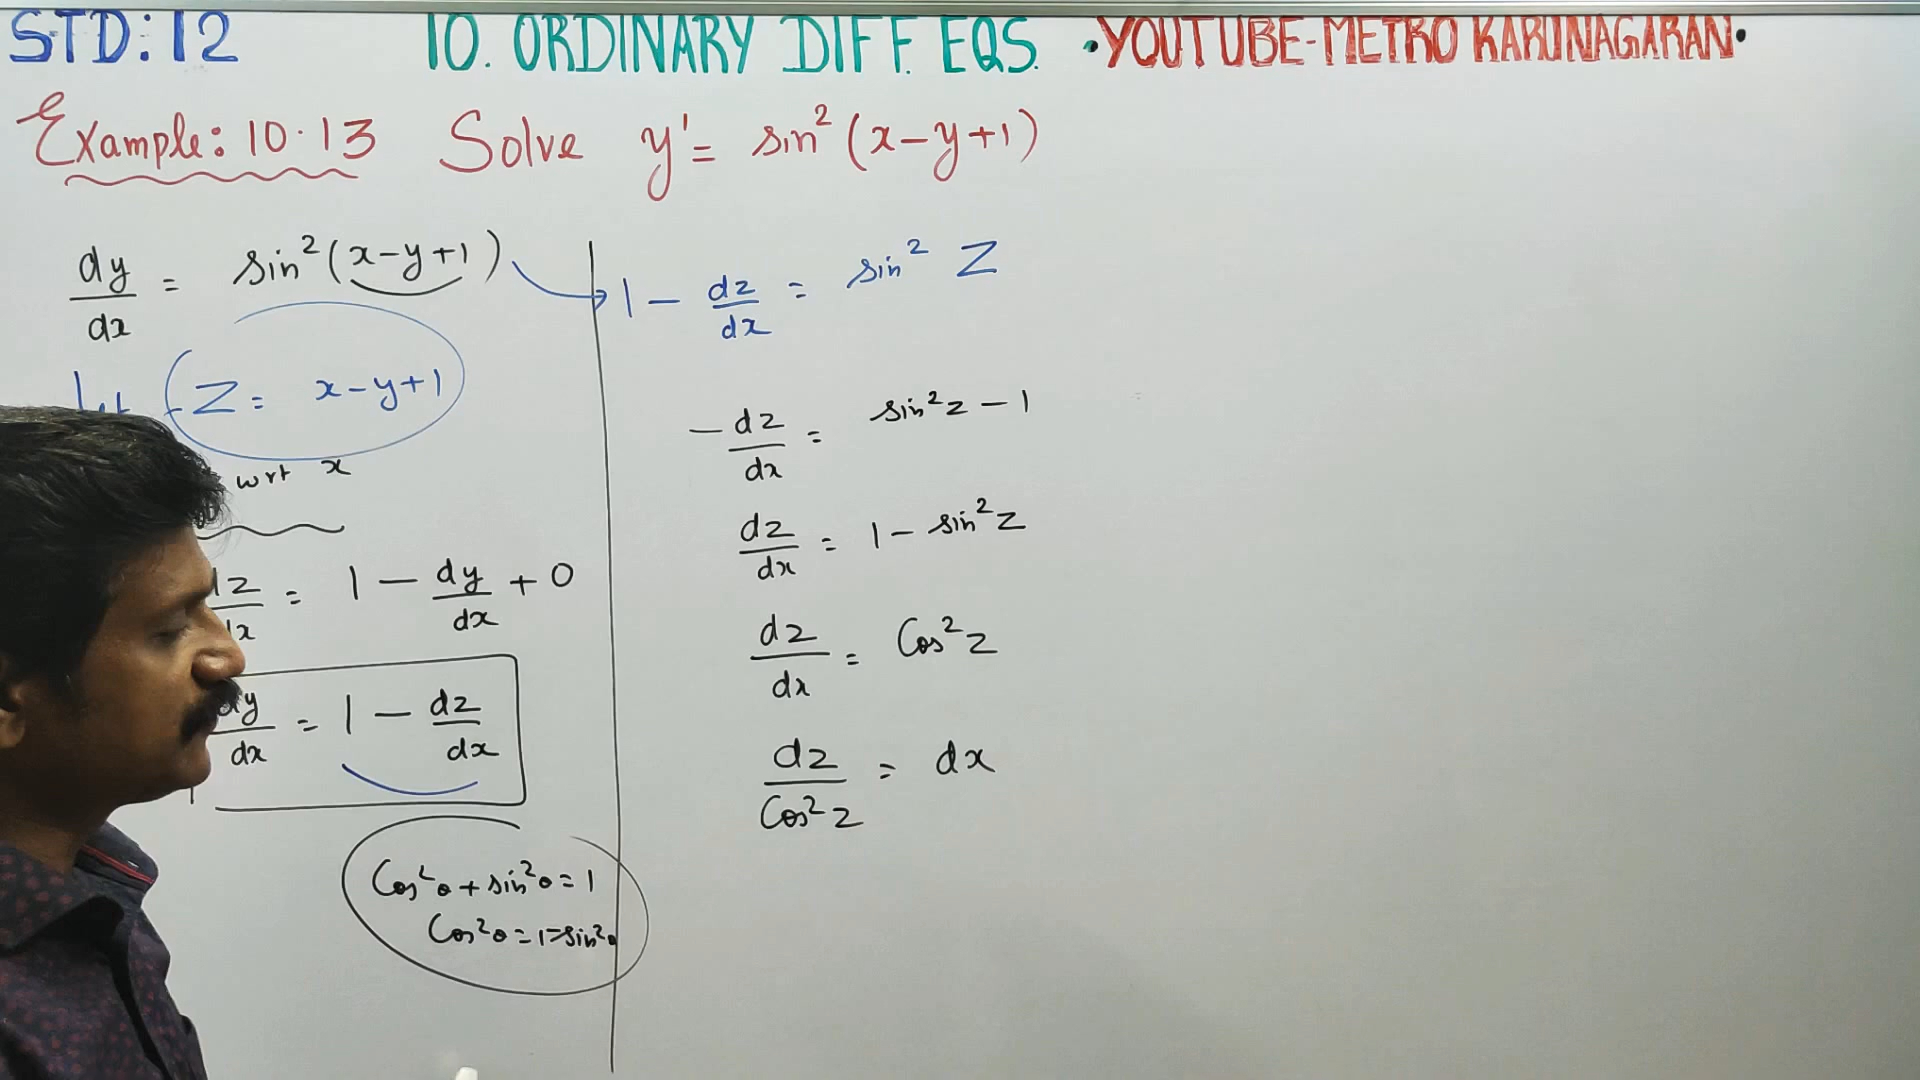 STD: 12 10. ORDINARY DIFF. EQS. •YOUTUBE-METRO KARUNAGARAN•
Example: 10.13 Solve y' = sin²(x-y+1)
dy/dx = sin²(x-y+1)
Let Z = x-y+1
wrt x
dz/dx = 1 - dy/dx + 0
dy/dx = 1 - dz/dx
Cos²θ + sin²θ = 1
Cos²θ = 1-sin²θ
1 - dz/dx = sin² Z
-dz/dx = sin²z - 1
dz/dx = 1 - sin²z
dz/dx = Cos²z
dz/Cos²z = dx